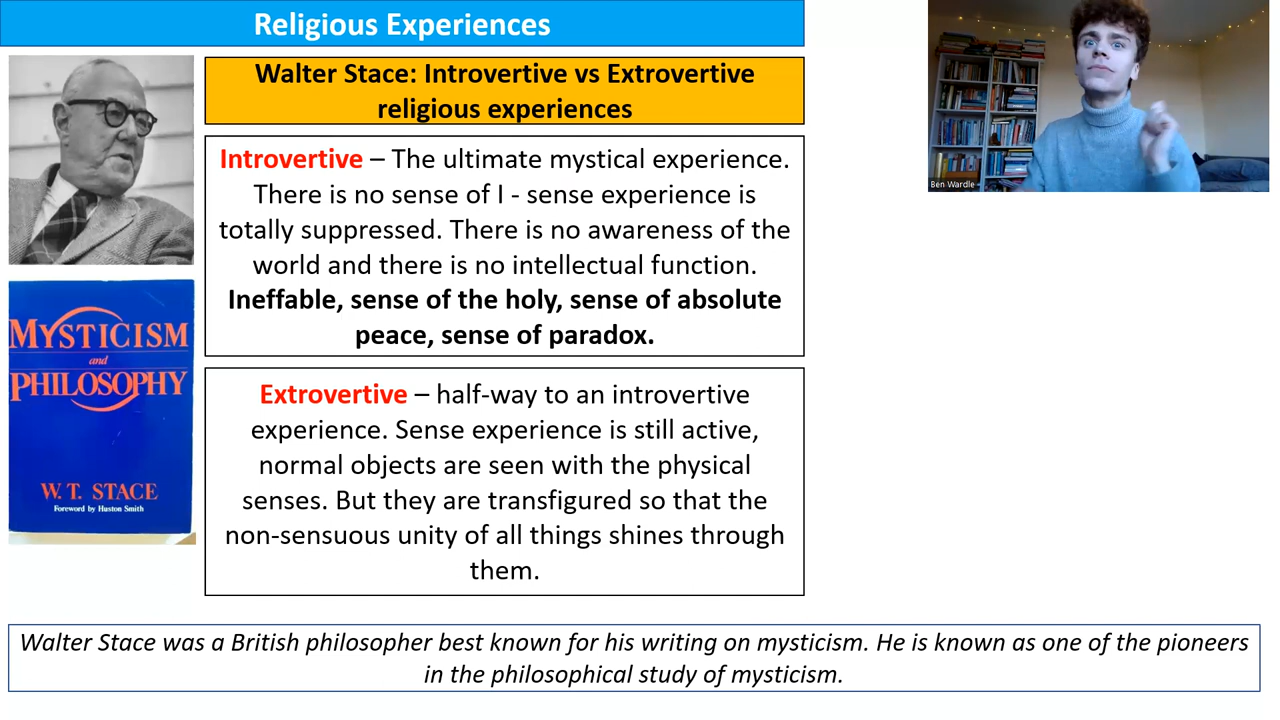 Religious Experiences
Walter Stace: Introvertive vs Extrovertive
religious experiences
Introvertive – The ultimate mystical experience.
There is no sense of I - sense experience is
totally suppressed. There is no awareness of the
world and there is no intellectual function.
Ineffable, sense of the holy, sense of absolute
peace, sense of paradox.
MYSTICISM
and
PHILOSOPHY
W. T. STACE
Foreword by Huston Smith
Extrovertive – half-way to an introvertive
experience. Sense experience is still active,
normal objects are seen with the physical
senses. But they are transfigured so that the
non-sensuous unity of all things shines through
them.
Walter Stace was a British philosopher best known for his writing on mysticism. He is known as one of the pioneers
in the philosophical study of mysticism.
Ben Wardle